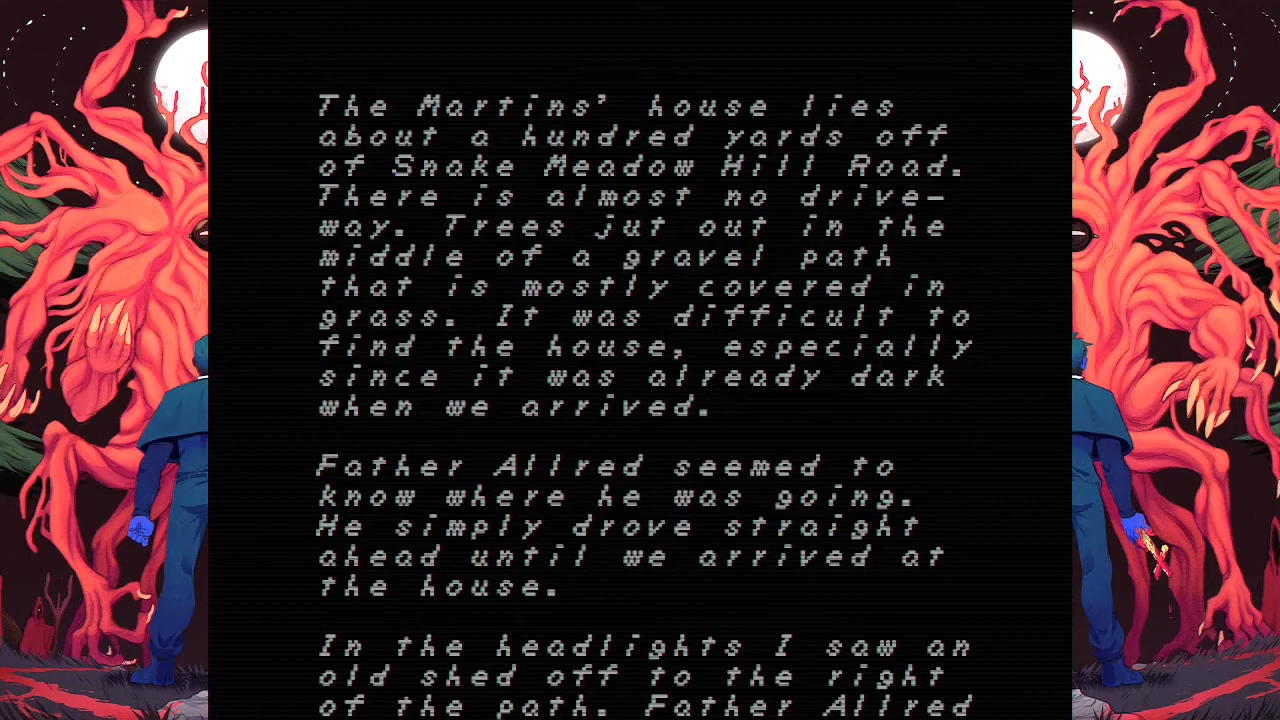 The Martins’ house lies
about a hundred yards off
of Snake Meadow Hill Road.
There is almost no drive-
way. Trees jut out in the
middle of a gravel path
that is mostly covered in
grass. It was difficult to
find the house, especially
since it was already dark
when we arrived.
Father Allred seemed to
know where he was going.
He simply drove straight
ahead until we arrived at
the house.
In the headlights I saw an
old shed off to the right
of the path. Father Allred